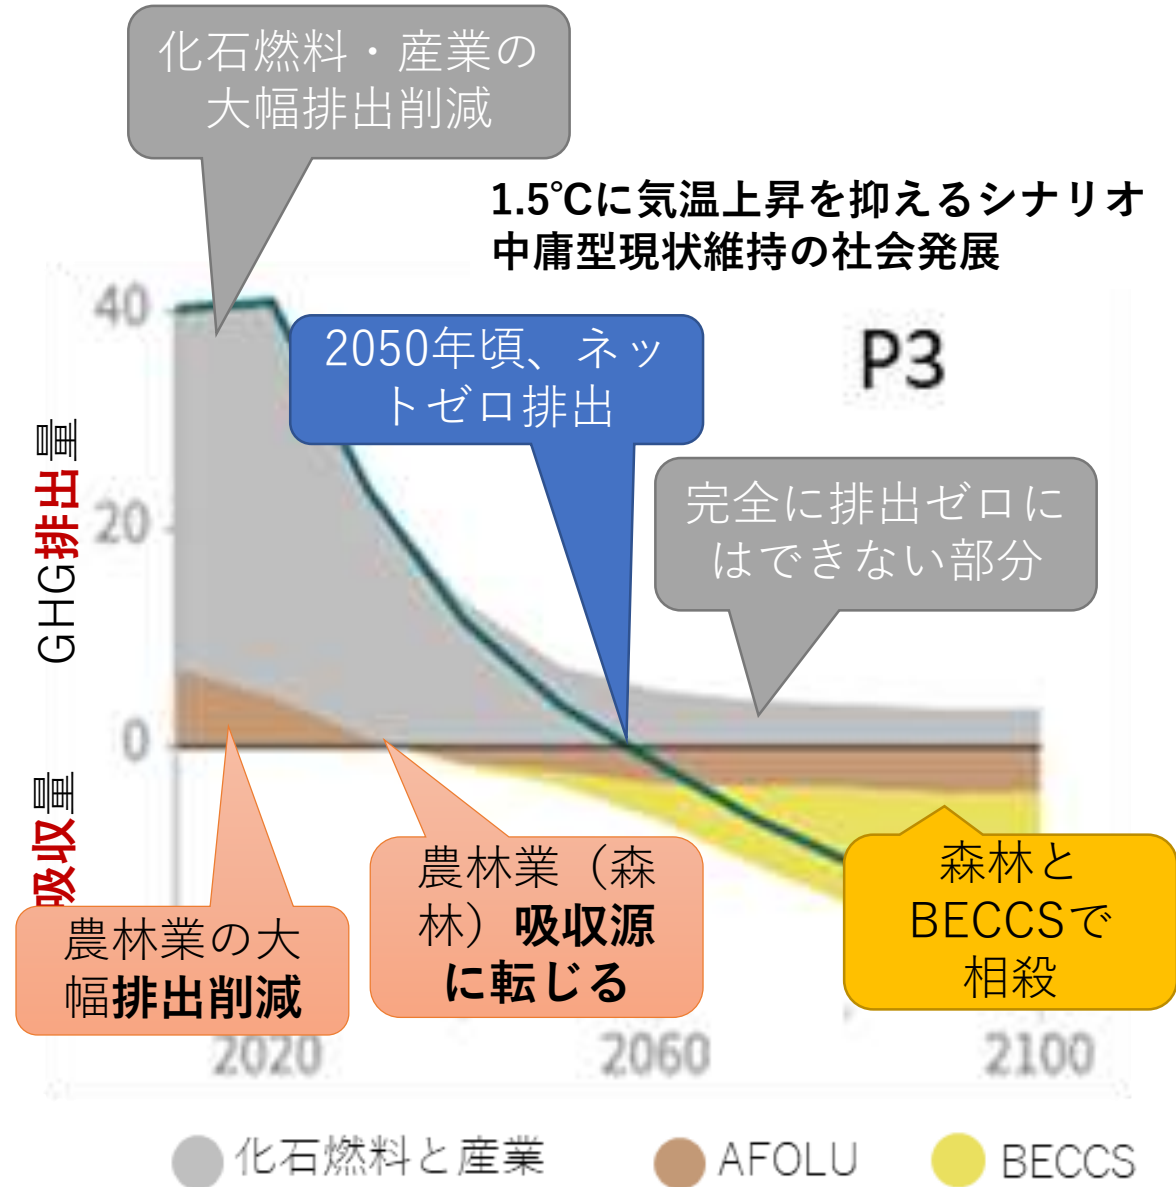 化石燃料・産業の
大幅排出削減
1.5℃に気温上昇を抑えるシナリオ
中庸型現状維持の社会発展
40
2050年頃、ネッ
トゼロ排出
P3
GHG排出量
20
完全に排出ゼロに
はできない部分
0
吸収量
農林業の大
幅排出削減
農林業（森
林）吸収源
に転じる
森林と
BECCSで
相殺
2020
2060
2100
化石燃料と産業
AFOLU
BECCS